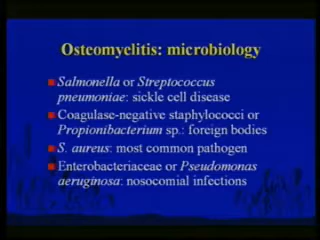 Osteomyelitis: microbiology
Salmonella or Streptococcus
pneumoniae: sickle cell disease
Coagulase-negative staphylococci or
Propionibacterium sp.: foreign bodies
S. aureus: most common pathogen
Enterobacteriaceae or Pseudomonas
aeruginosa: nosocomial infections